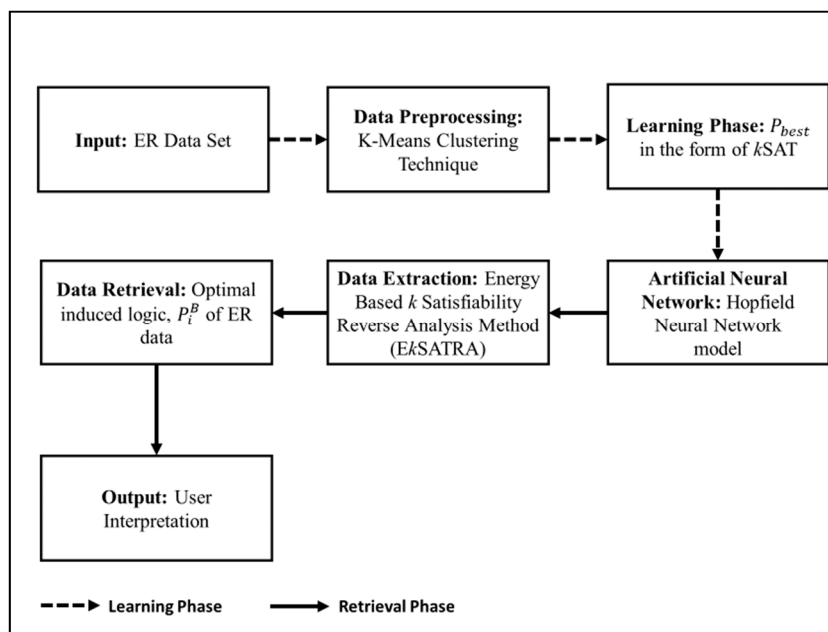 Input: ER Data Set
Data Preprocessing:
K-Means Clustering
Technique
Learning Phase: P_best
in the form of kSAT
Data Retrieval: Optimal
induced logic, P_i^B of ER
data
Data Extraction: Energy
Based k Satisfiability
Reverse Analysis Method
(EkSATRA)
Artificial Neural
Network: Hopfield
Neural Network
model
Output: User
Interpretation
Learning Phase
Retrieval Phase